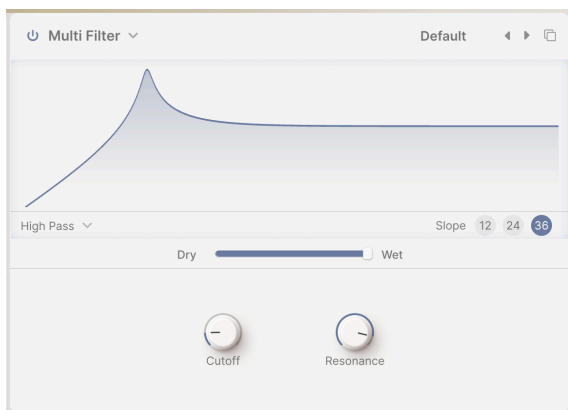 Multi Filter
Default
High Pass
Slope 12 24 36
Dry Wet
Cutoff Resonance